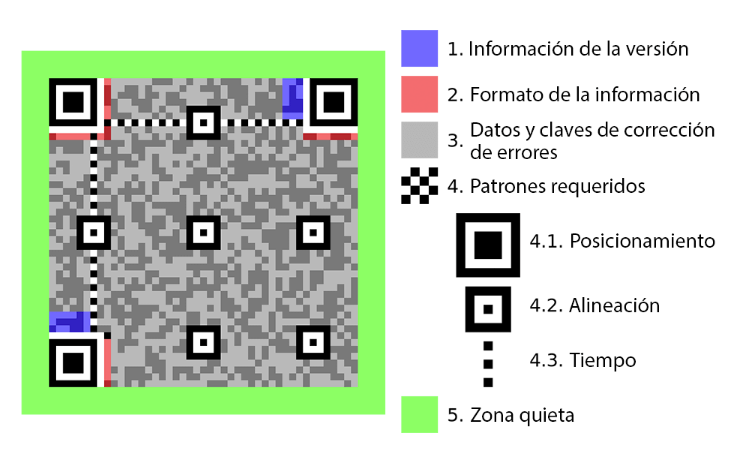 1. Información de la versión
2. Formato de la información
3. Datos y claves de corrección
de errores
4. Patrones requeridos
4.1. Posicionamiento
4.2. Alineación
4.3. Tiempo
5. Zona quieta